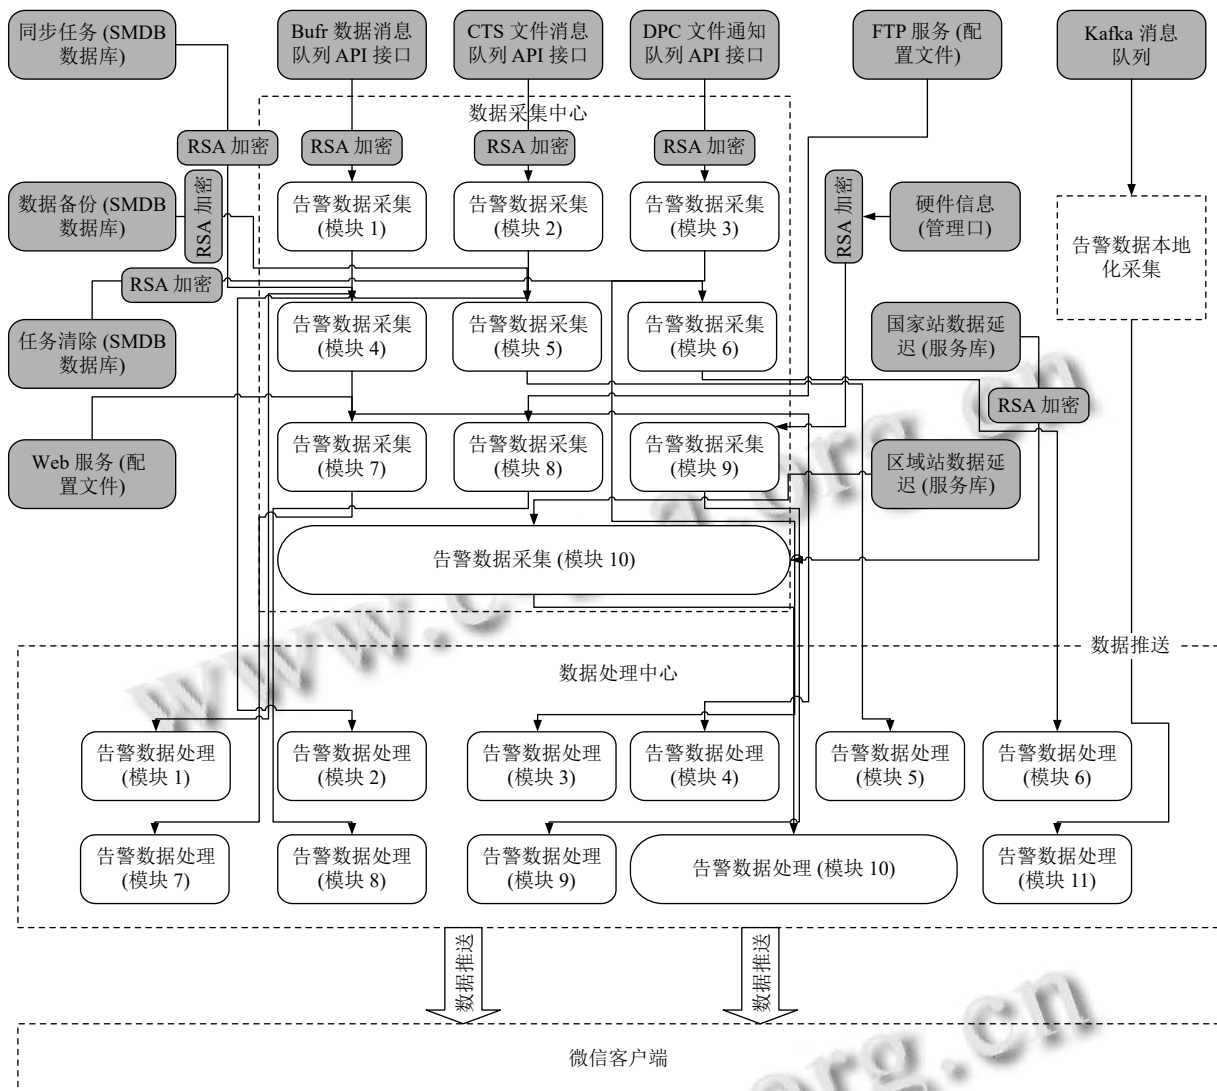 同步任务 (SMDB
数据库)
Bufr 数据消息
队列 API 接口
CTS 文件消息
队列 API 接口
DPC 文件通知
队列 API 接口
FTP 服务 (配
置文件)
Kafka 消息
队列
数据采集中心
RSA 加密
RSA 加密
RSA 加密
RSA 加密
数据备份 (SMDB
数据库)
RSA 加密
告警数据采集
(模块 1)
告警数据采集
(模块 2)
告警数据采集
(模块 3)
RSA 加密
硬件信息
(管理口)
告警数据本地
化采集
RSA 加密
任务清除 (SMDB
数据库)
告警数据采集
(模块 4)
告警数据采集
(模块 5)
告警数据采集
(模块 6)
国家站数据延
迟 (服务库)
RSA 加密
Web 服务 (配
置文件)
告警数据采集
(模块 7)
告警数据采集
(模块 8)
告警数据采集
(模块 9)
区域站数据延
迟 (服务库)
告警数据采集 (模块 10)
数据推送
数据处理中心
告警数据处理
(模块 1)
告警数据处理
(模块 2)
告警数据处理
(模块 3)
告警数据处理
(模块 4)
告警数据处理
(模块 5)
告警数据处理
(模块 6)
告警数据处理
(模块 7)
告警数据处理
(模块 8)
告警数据处理
(模块 9)
告警数据处理 (模块 10)
告警数据处理
(模块 11)
数据推送
数据推送
微信客户端